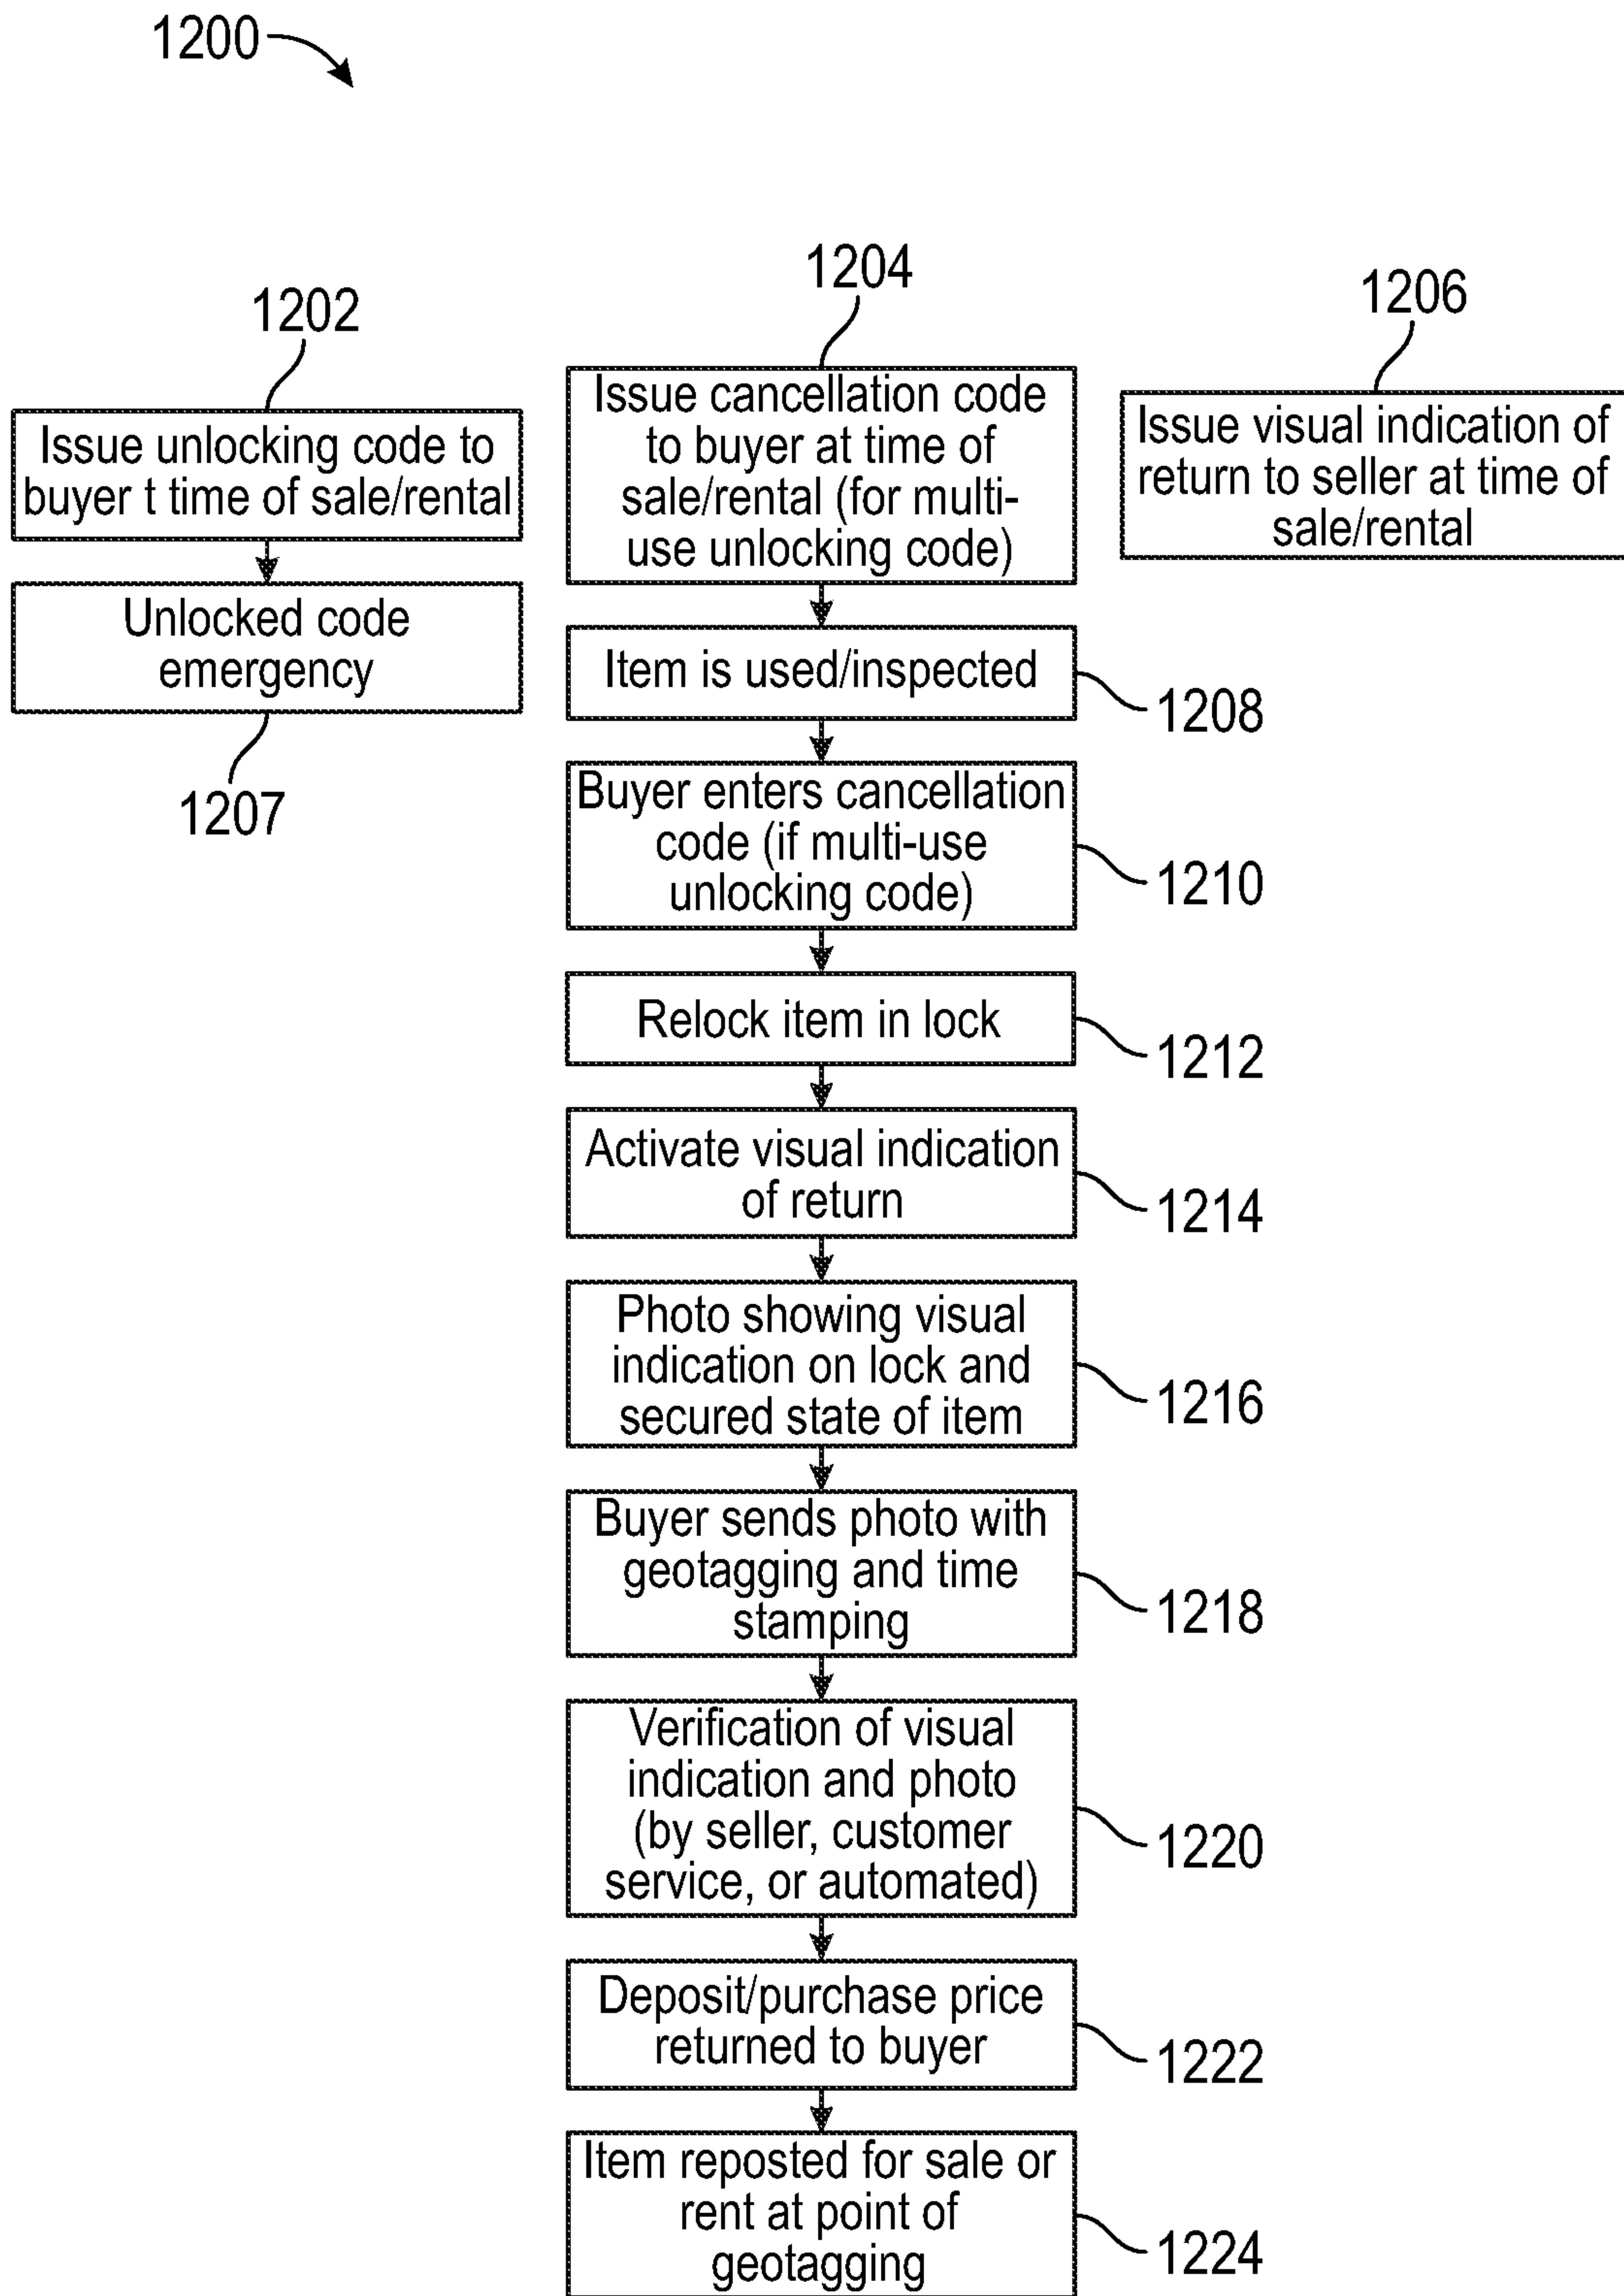 1200
1202
Issue unlocking code to
buyer t time of sale/rental
Unlocked code
emergency
1207
1204
Issue cancellation code
to buyer at time of
sale/rental (for multi-
use unlocking code)
1206
Issue visual indication of
return to seller at time of
sale/rental
Item is used/inspected
1208
Buyer enters cancellation
code (if multi-use
unlocking code)
1210
Relock item in lock
1212
Activate visual indication
of return
1214
Photo showing visual
indication on lock and
secured state of item
1216
Buyer sends photo with
geotagging and time
stamping
1218
Verification of visual
indication and photo
(by seller, customer
service, or automated)
1220
Deposit/purchase price
returned to buyer
1222
Item reposted for sale or
rent at point of
geotagging
1224